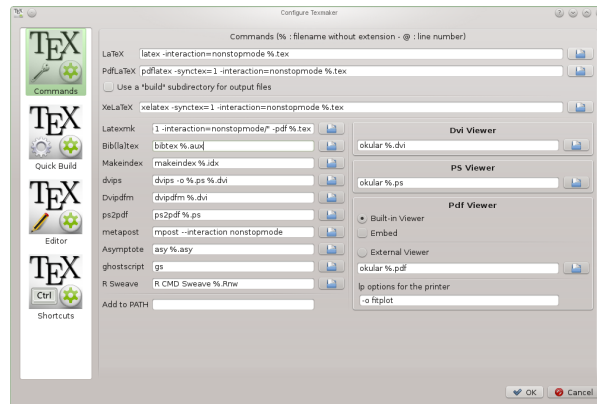 Configure Texmaker
TEX
Commands
TEX
Quick Build
TEX
Editor
TEX
Ctrl
Shortcuts
Commands (% : filename without extension - @ : line number)
LaTeX latex -interaction=nonstopmode %.tex
PdfLaTeX pdflatex -synctex=1 -interaction=nonstopmode %.tex
Use a "build" subdirectory for output files
XeLaTeX xelatex -synctex=1 -interaction=nonstopmode %.tex
Latexmk 1 -interaction=nonstopmode/" -pdf %.tex
Bib(la)tex bibtex %.aux
Makeindex makeindex %.idx
dvips dvips -o %.ps %.dvi
Dvipdfm dvipdfm %.dvi
ps2pdf ps2pdf %.ps
metapost mpost --interaction nonstopmode
Asymptote asy %.asy
ghostscript gs
R Sweave R CMD Sweave %.Rnw
Add to PATH
Dvi Viewer
okular %.dvi
PS Viewer
okular %.ps
Pdf Viewer
Built-in Viewer
Embed
External Viewer
okular %.pdf
lp options for the printer
-o fitplot
OK Cancel